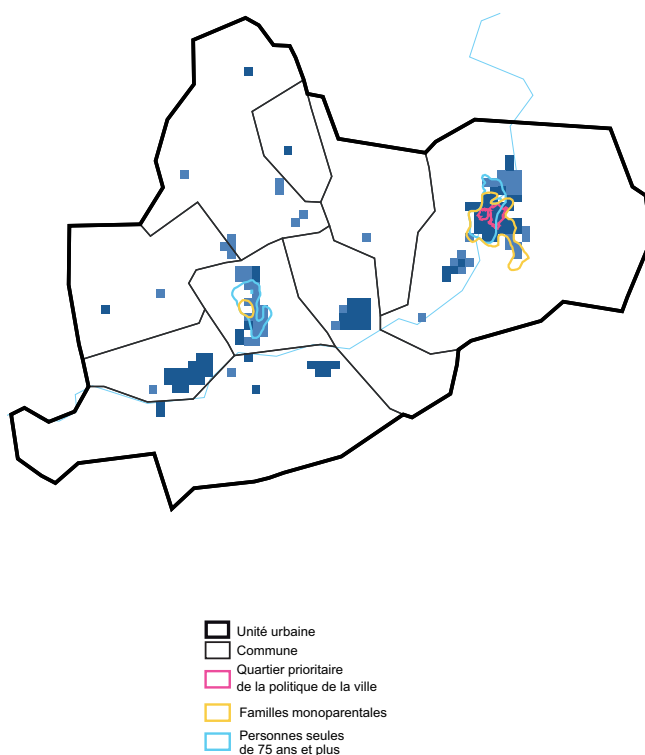 Unité urbaine
Commune
Quartier prioritaire
de la politique de la ville
Familles monoparentales
Personnes seules
de 75 ans et plus